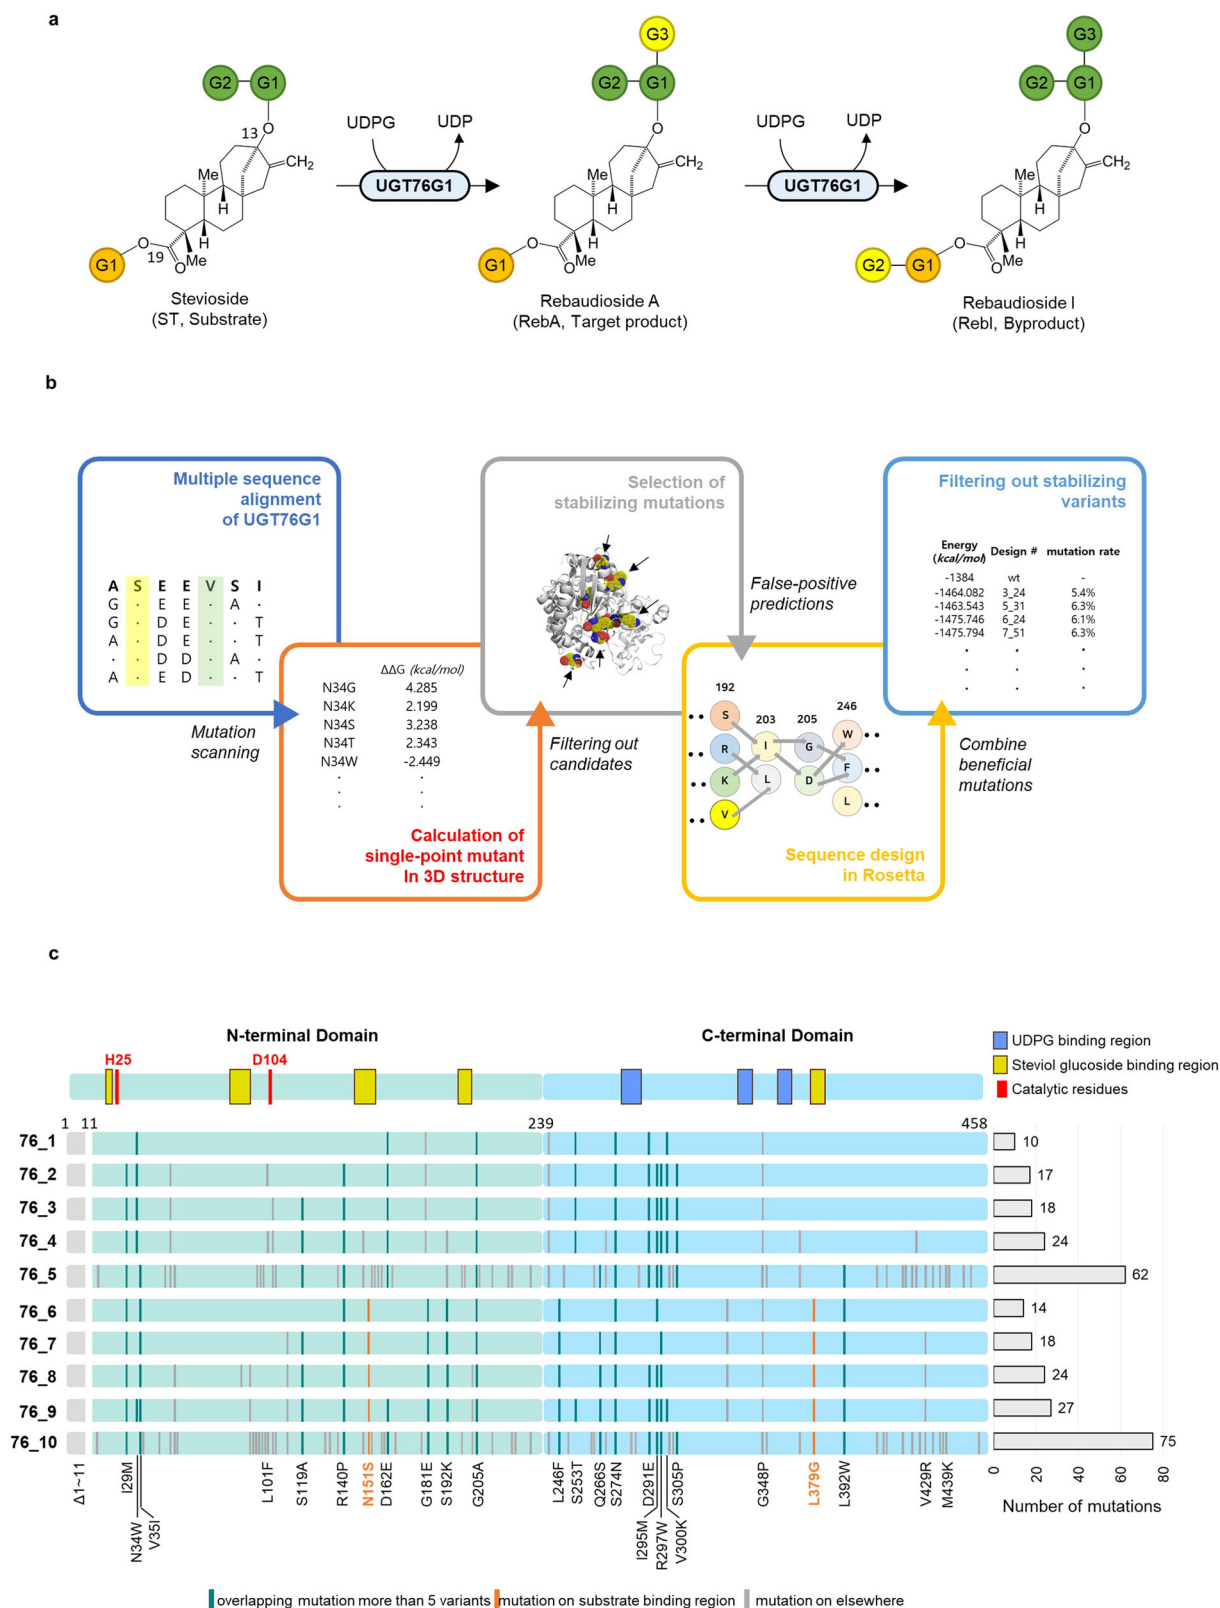 a
G3
G2 G1
O
13
CH2
Me
H
H
O
19
O
Me
G1
Stevioside
(ST, Substrate)
UDPG UDP
UGT76G1
G3
G2 G1
O
CH2
Me
H
H
O
O
Me
G1
Rebaudioside A
(RebA, Target product)
UDPG UDP
UGT76G1
G3
G2 G1
O
CH2
Me
H
H
O
O
Me
G2 G1
Rebaudioside I
(RebI, Byproduct)
b
Multiple sequence
alignment
of UGT76G1
A S E E V S I
G · E E · A ·
G · D E · · T
A · D E · · T
· · D D · A ·
A · E D · · T
Mutation
scanning
ΔΔG (kcal/mol)
N34G 4.285
N34K 2.199
N34S 3.238
N34T 2.343
N34W -2.449
Calculation of
single-point mutant
In 3D structure
Filtering out
candidates
Selection of
stabilizing mutations
False-positive
predictions
192 203 205 246
S I G W
R L D F
K L
V
Sequence design
in Rosetta
Combine
beneficial
mutations
Filtering out stabilizing
variants
Energy Design # mutation rate
(kcal/mol)
-1384 wt -
-1464.082 3_24 5.4%
-1463.543 5_31 6.3%
-1475.746 6_24 6.1%
-1475.794 7_51 6.3%
c
N-terminal Domain C-terminal Domain
H25 D104
UDPG binding region
Steviol glucoside binding region
Catalytic residues
1 11 239 458
76_1 10
76_2 17
76_3 18
76_4 24
76_5 62
76_6 14
76_7 18
76_8 24
76_9 27
76_10 75
0 20 40 60 80
Number of mutations
Δ1~11
I29M
N34W
V35I
L101F
S119A
R140P
N151S
D162E
G181E
S192K
G205A
L246F
S253T
Q266S
S274N
D291E
I295M
R297W
V300K
S305P
G348P
L379G
L392W
V429R
M439K
overlapping mutation more than 5 variants mutation on substrate binding region mutation on elsewhere